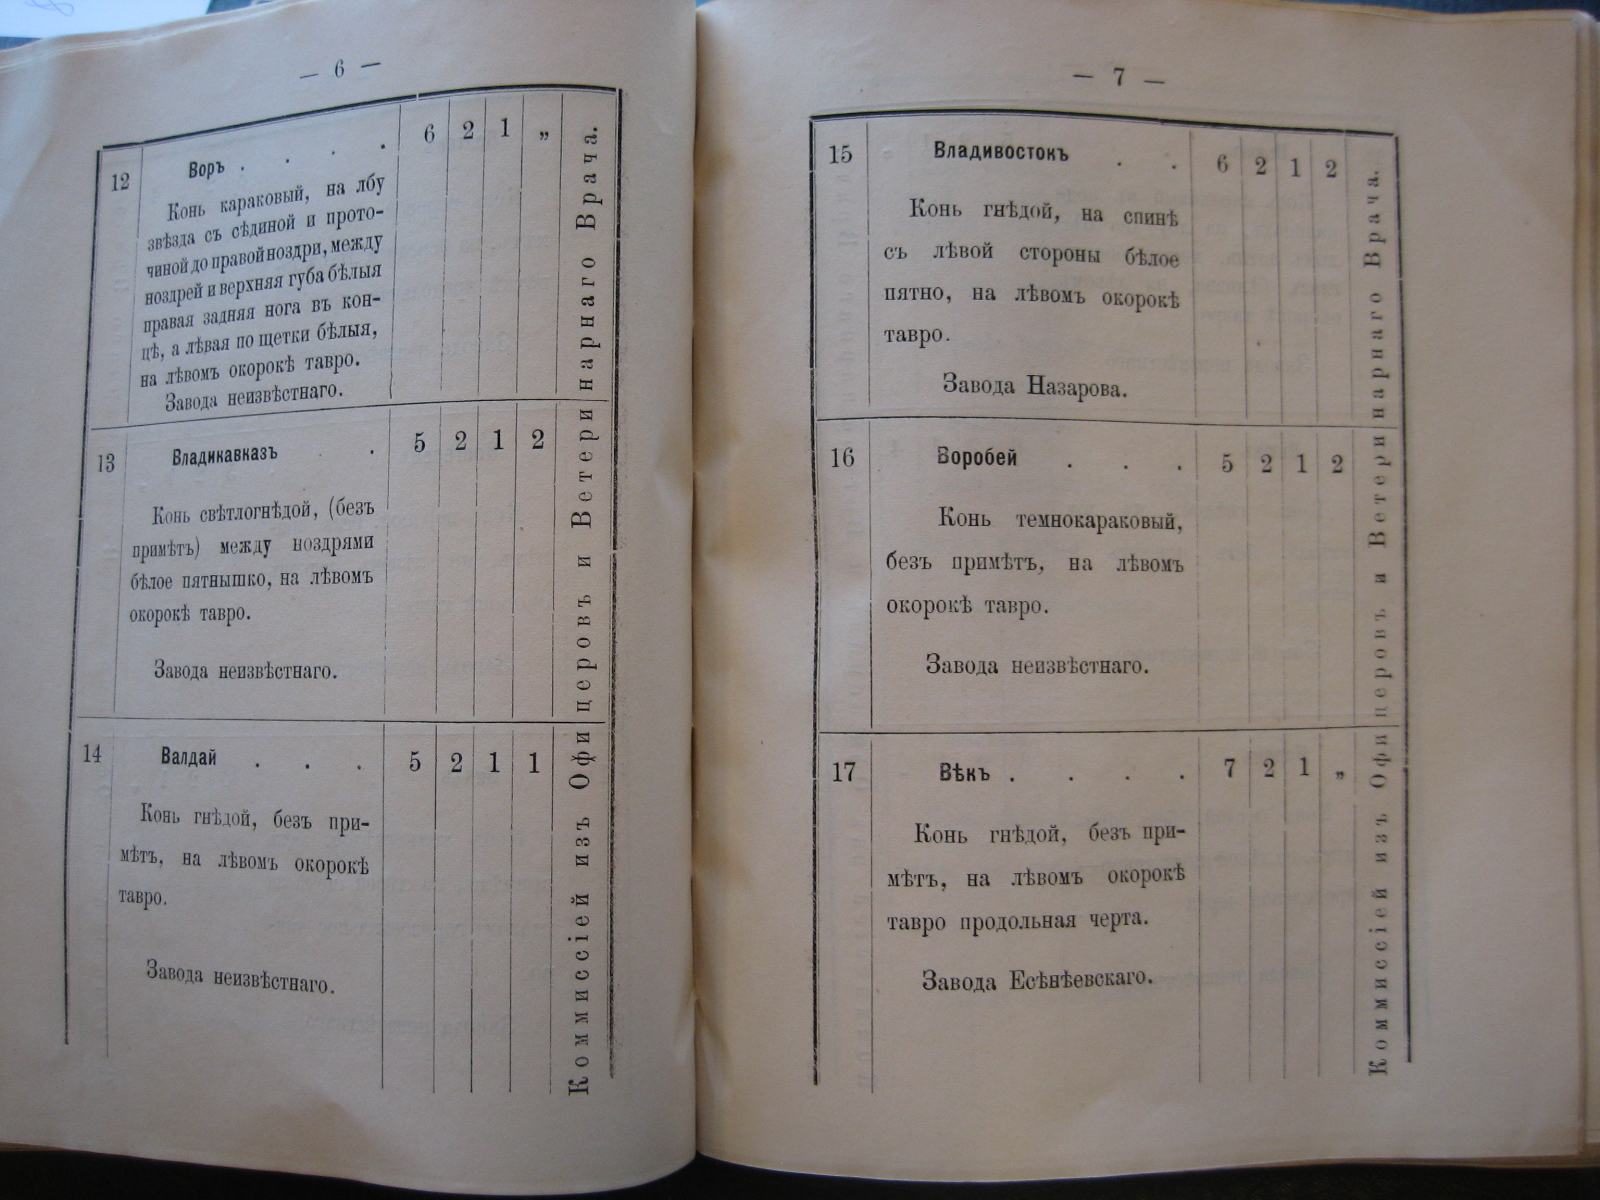 — 6 —
12 Воръ . . . . 6 2 1 „
Конь караковый, на лбу
звѣзда съ сѣдиной и прото-
чиной до правой ноздри, между
ноздрей и верхняя губа бѣлыя
правая задняя нога въ кон-
цѣ, а лѣвая по щетки бѣлыя,
на лѣвомъ окорокѣ тавро.
Завода неизвѣстнаго.
13 Владикавказъ . 5 2 1 2
Конь свѣтлогнѣдой, (безъ
примѣтъ) между ноздрями
бѣлое пятнышко, на лѣвомъ
окорокѣ тавро.
Завода неизвѣстнаго.
14 Валдай . . . 5 2 1 1
Конь гнѣдой, безъ при-
мѣтъ, на лѣвомъ окорокѣ
тавро.
Завода неизвѣстнаго.
Коммиссіей изъ Офицеровъ и Ветеринарнаго Врача.
— 7 —
15 Владивостокъ . . 6 2 1 2
Конь гнѣдой, на спинѣ
съ лѣвой стороны бѣлое
пятно, на лѣвомъ окорокѣ
тавро.
Завода Назарова.
16 Воробей . . . 5 2 1 2
Конь темнокараковый,
безъ примѣтъ, на лѣвомъ
окорокѣ тавро.
Завода неизвѣстнаго.
17 Вѣкъ . . . . 7 2 1 „
Конь гнѣдой, безъ при-
мѣтъ, на лѣвомъ окорокѣ
тавро продольная черта.
Завода Есѣнѣевскаго.
Коммиссіей изъ Офицеровъ и Ветеринарнаго Врача.